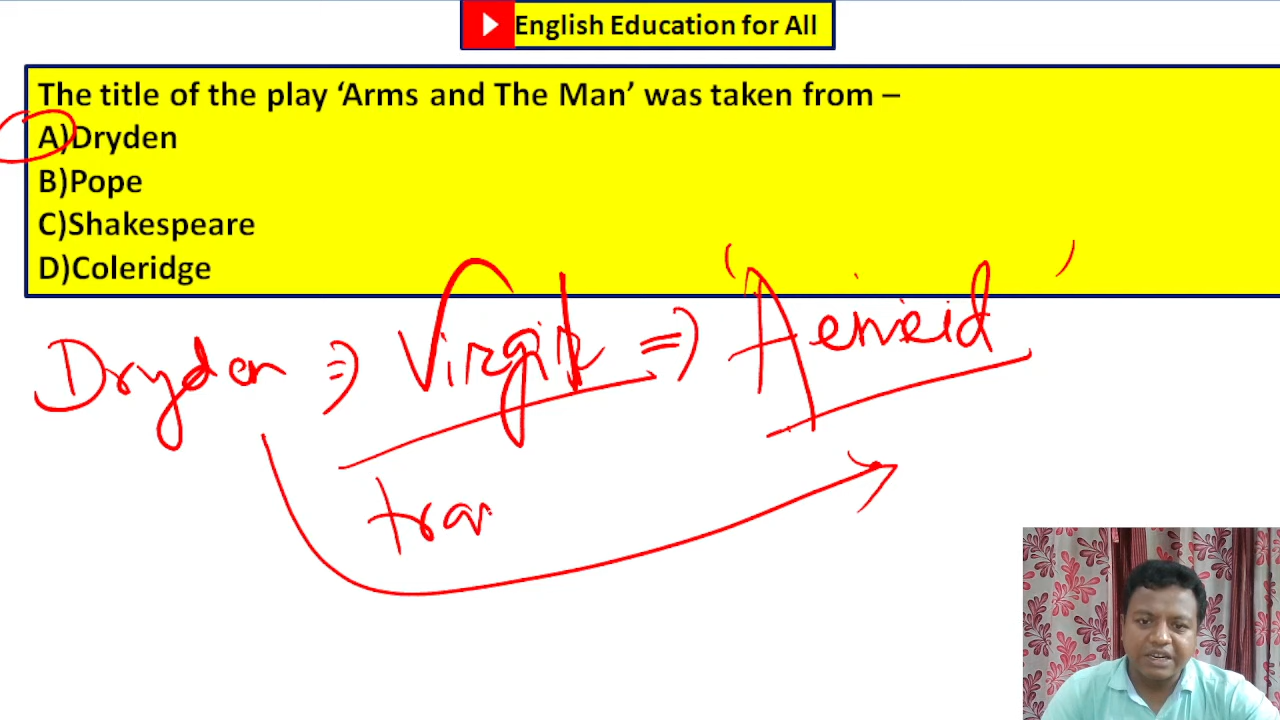 English Education for All
The title of the play ‘Arms and The Man’ was taken from –
A)Dryden
B)Pope
C)Shakespeare
D)Coleridge
Dryden ⇒ Virgil ⇒ ‘Aeneid’
tran